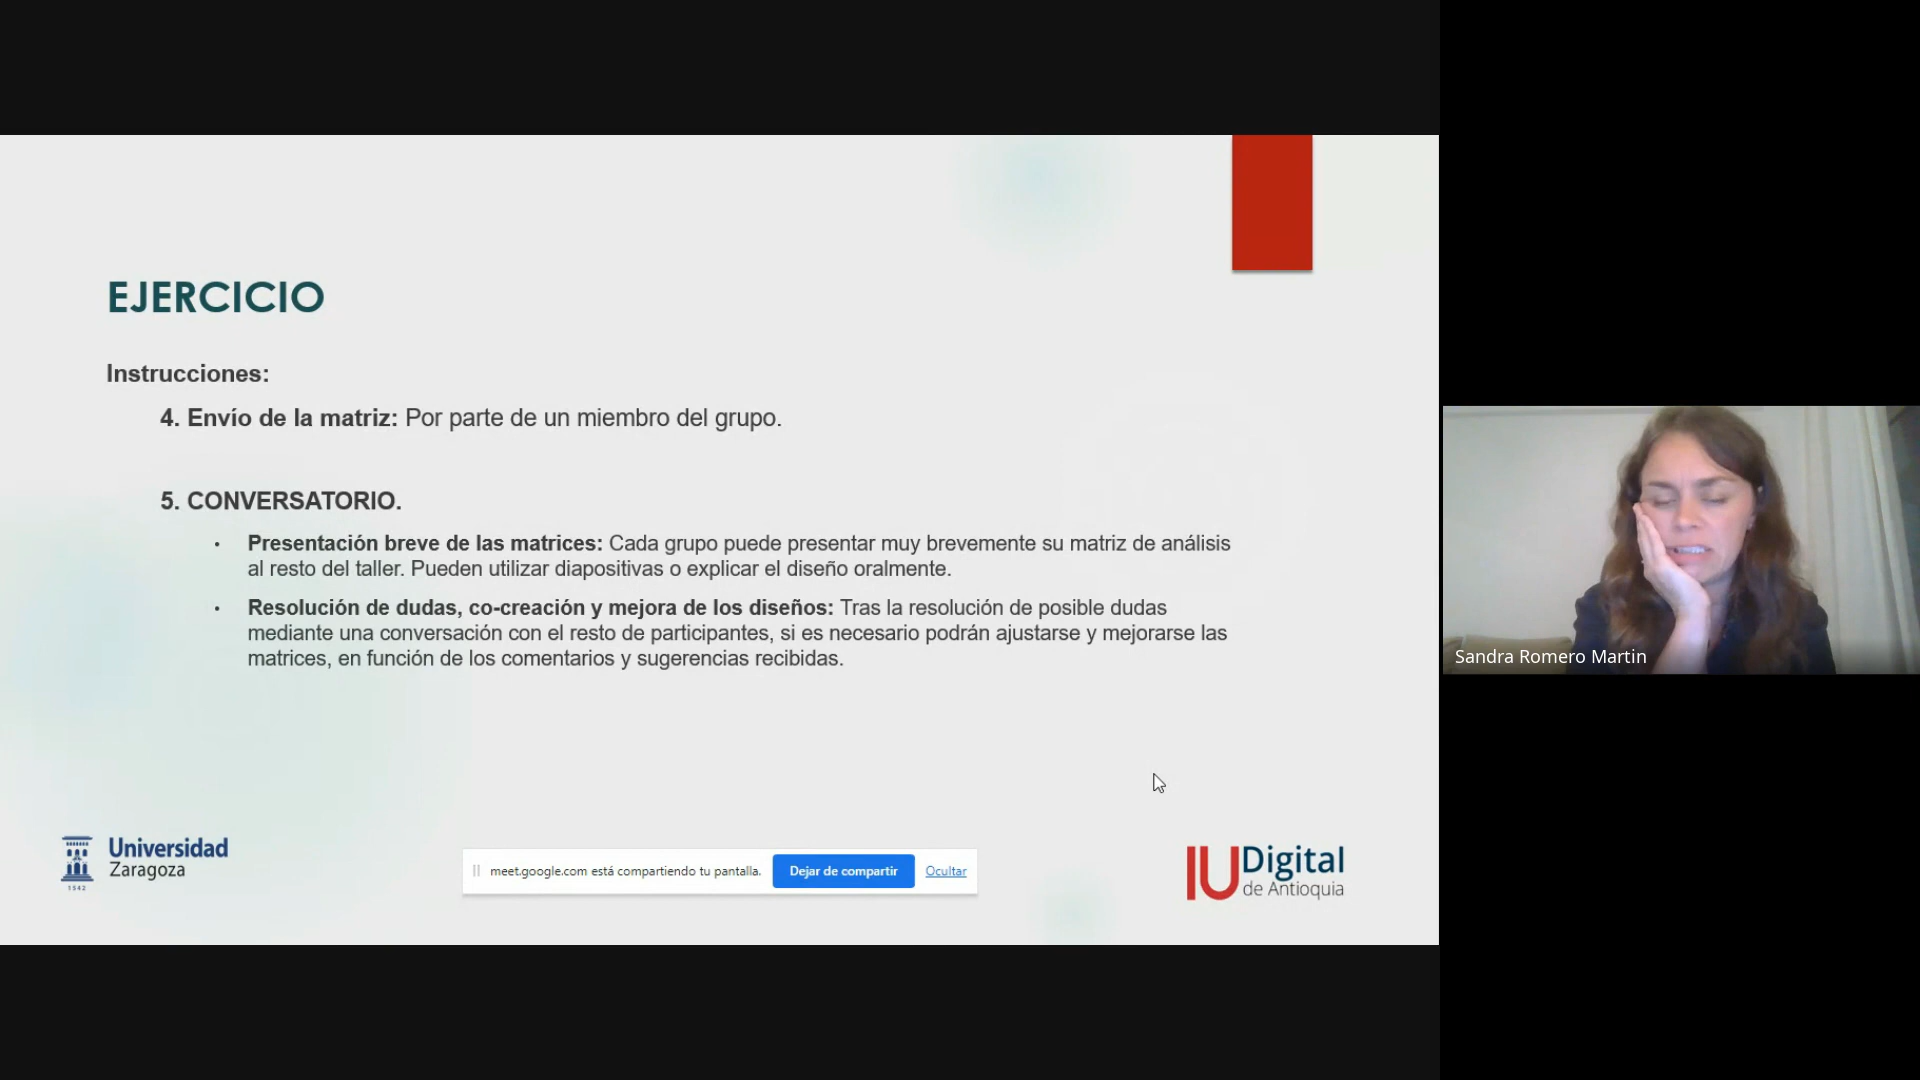 EJERCICIO
Instrucciones:
4. Envío de la matriz: Por parte de un miembro del grupo.
5. CONVERSATORIO.
• Presentación breve de las matrices: Cada grupo puede presentar muy brevemente su matriz de análisis
al resto del taller. Pueden utilizar diapositivas o explicar el diseño oralmente.
• Resolución de dudas, co-creación y mejora de los diseños: Tras la resolución de posible dudas
mediante una conversación con el resto de participantes, si es necesario podrán ajustarse y mejorarse las
matrices, en función de los comentarios y sugerencias recibidas.
Universidad
Zaragoza
1542
meet.google.com está compartiendo tu pantalla.
Dejar de compartir
Ocultar
IU Digital
de Antioquia
Sandra Romero Martin